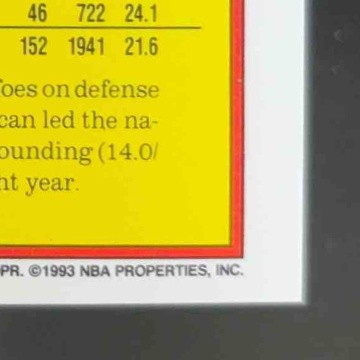 46 722 24.1
152 1941 21.6
foes on defense
can led the na-
ounding (14.0/
nt year.
PR. ©1993 NBA PROPERTIES, INC.